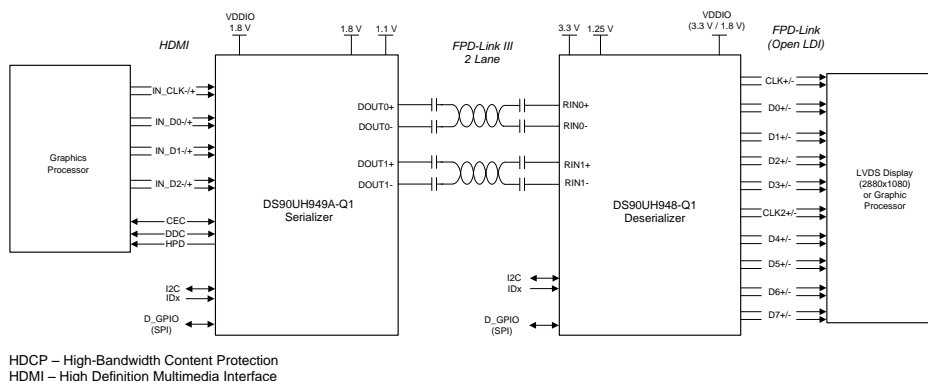 VDDIO
1.8 V
1.8 V
1.1 V
HDMI
FPD-Link III
2 Lane
3.3 V
1.25 V
VDDIO
(3.3 V / 1.8 V)
FPD-Link
(Open LDI)
Graphics
Processor
IN_CLK-/+
IN_D0-/+
IN_D1-/+
IN_D2-/+
CEC
DDC
HPD
I2C
IDx
D_GPIO
(SPI)
DS90UH949A-Q1
Serializer
DOUT0+
DOUT0-
DOUT1+
DOUT1-
RIN0+
RIN0-
RIN1+
RIN1-
DS90UH948-Q1
Deserializer
I2C
IDx
D_GPIO
(SPI)
CLK+/-
D0+/-
D1+/-
D2+/-
D3+/-
CLK2+/-
D4+/-
D5+/-
D6+/-
D7+/-
LVDS Display
(2880x1080)
or Graphic
Processor
HDCP – High-Bandwidth Content Protection
HDMI – High Definition Multimedia Interface